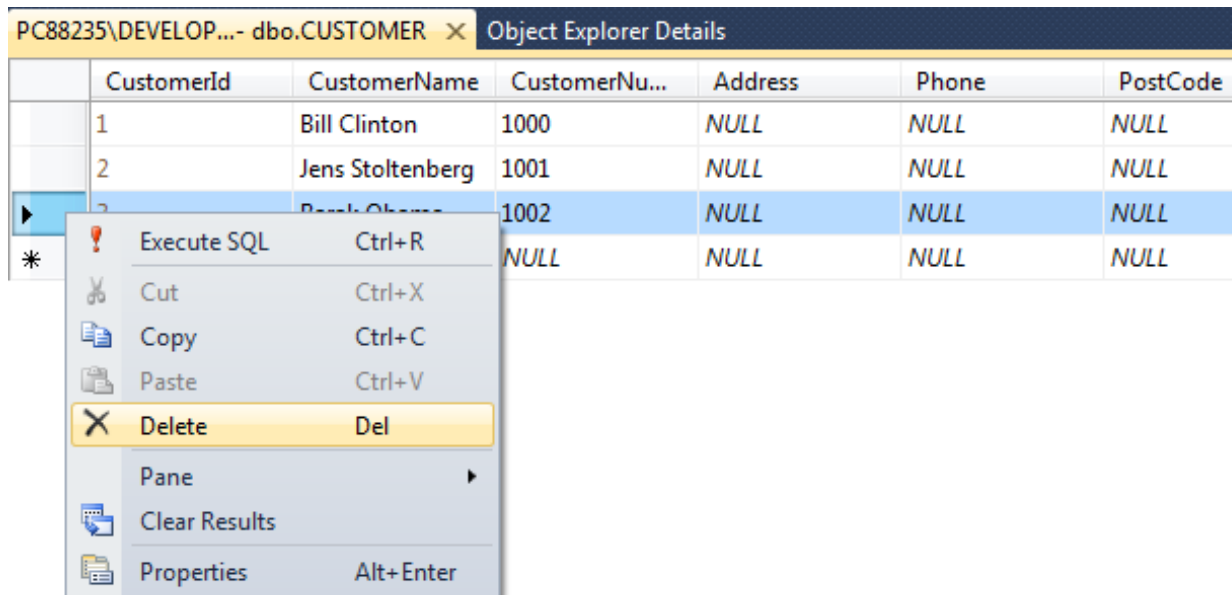 PC88235\DEVELOP...- dbo.CUSTOMER Object Explorer Details
CustomerId CustomerName CustomerNu... Address Phone PostCode
1 Bill Clinton 1000 NULL NULL NULL
2 Jens Stoltenberg 1001 NULL NULL NULL
1002 NULL NULL NULL
NULL NULL NULL NULL
Execute SQL Ctrl+R
Cut Ctrl+X
Copy Ctrl+C
Paste Ctrl+V
Delete Del
Pane
Clear Results
Properties Alt+Enter